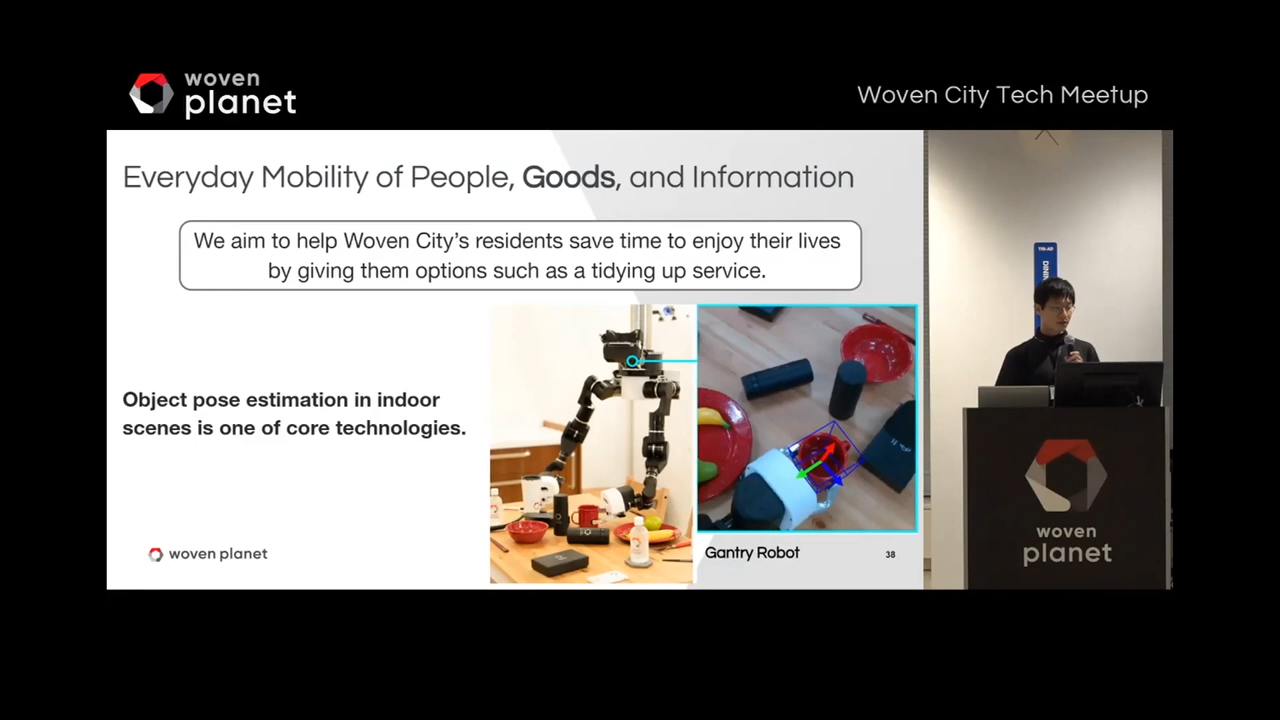 woven
planet
Woven City Tech Meetup
Everyday Mobility of People, Goods, and Information
We aim to help Woven City's residents save time to enjoy their lives
by giving them options such as a tidying up service.
Object pose estimation in indoor
scenes is one of core technologies.
woven planet
Gantry Robot
38
TRI-AD
woven
planet